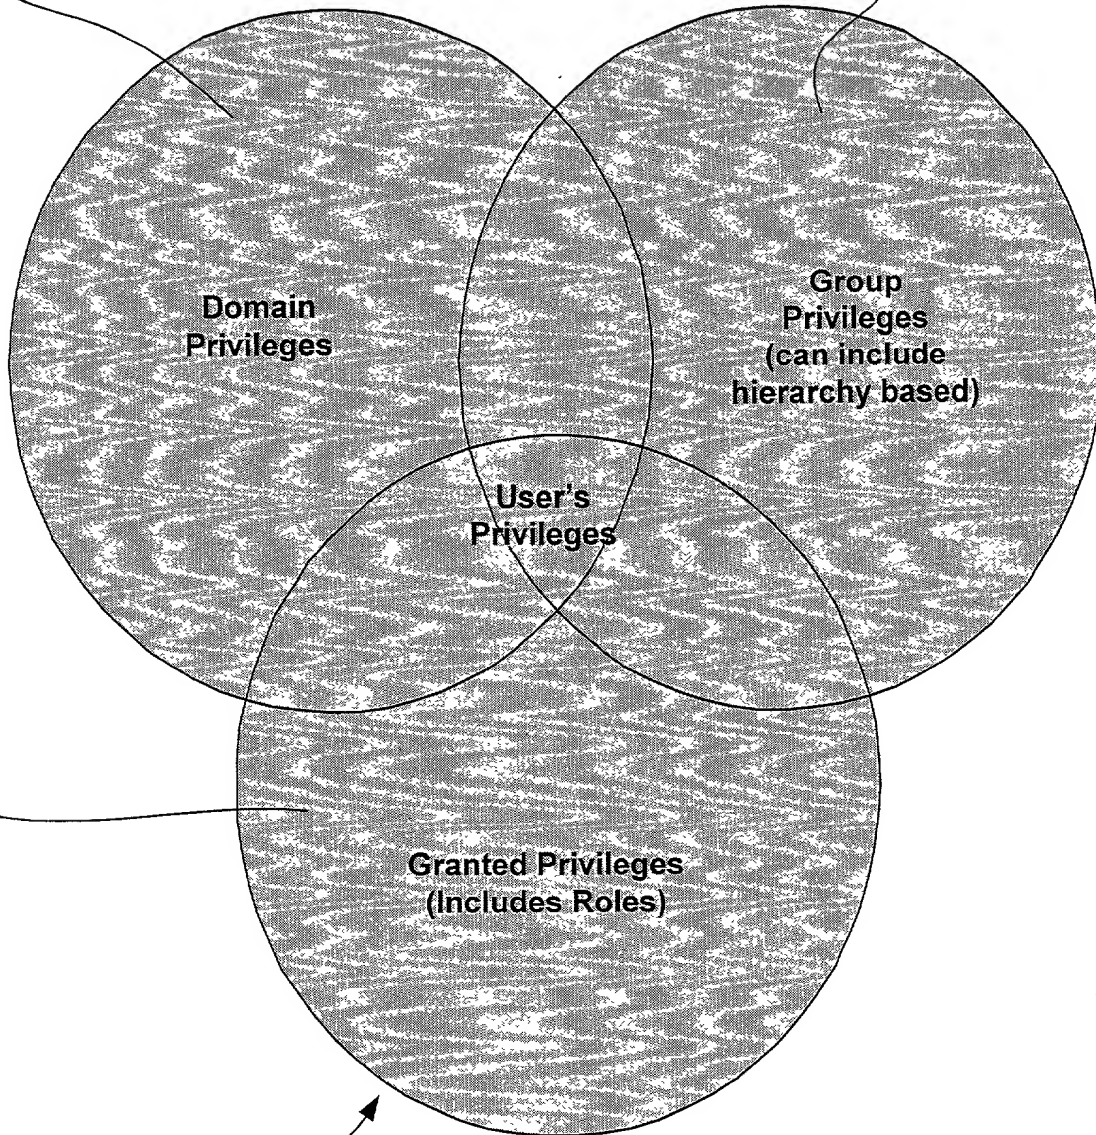 Domain
Privileges
Group
Privileges
(can include
hierarchy based)
User's
Privileges
Granted Privileges
(Includes Roles)